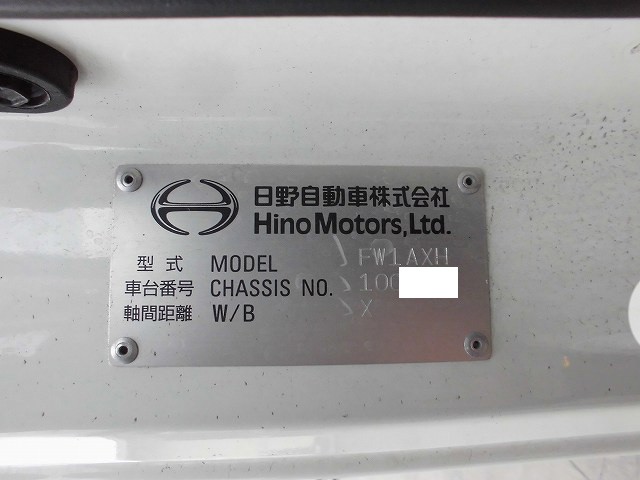 日野自動車株式会社
Hino Motors, Ltd.
型式 MODEL FW1AXH
車台番号 CHASSIS NO. 100
軸間距離 W/B X